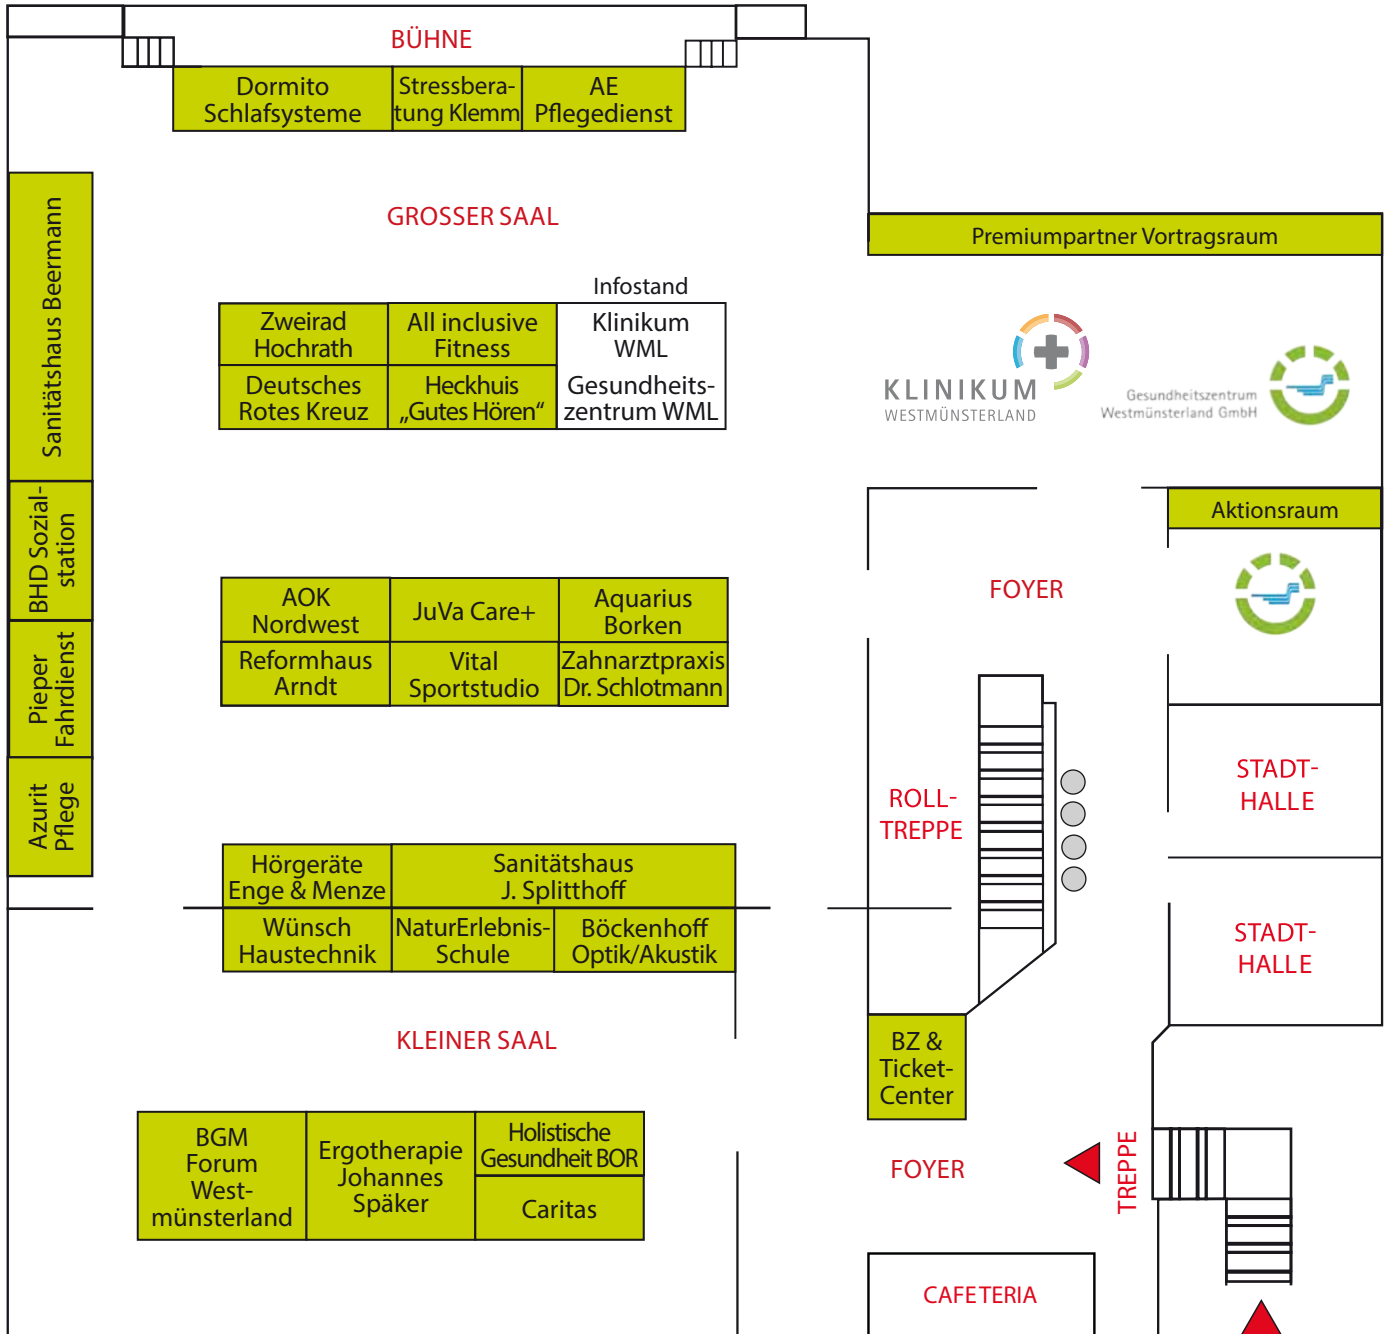 BÜHNE
Dormito
Schlafsysteme
Stressbera-
tung Klemm
AE
Pflegedienst
GROSSER SAAL
Sanitätshaus Beermann
BHD Sozial-
station
Pieper
Fahrdienst
Azurit
Pflege
Infostand
Zweirad
Hochrath
All inclusive
Fitness
Klinikum
WML
Deutsches
Rotes Kreuz
Heckhuis
„Gutes Hören“
Gesundheits-
zentrum WML
AOK
Nordwest
JuVa Care+
Aquarius
Borken
Reformhaus
Arndt
Vital
Sportstudio
Zahnarztpraxis
Dr. Schlotmann
Hörgeräte
Enge & Menze
Sanitätshaus
J. Splitthoff
Wünsch
Haustechnik
NaturErlebnis-
Schule
Böckenhoff
Optik/Akustik
KLEINER SAAL
BGM
Forum
West-
münsterland
Ergotherapie
Johannes
Späker
Holistische
Gesundheit BOR
Caritas
Premiumpartner Vortragsraum
KLINIKUM
WESTMÜNSTERLAND
Gesundheitszentrum
Westmünsterland GmbH
Aktionsraum
FOYER
ROLL-
TREPPE
STADT-
HALLE
STADT-
HALLE
BZ &
Ticket-
Center
FOYER
TREPPE
CAFETERIA